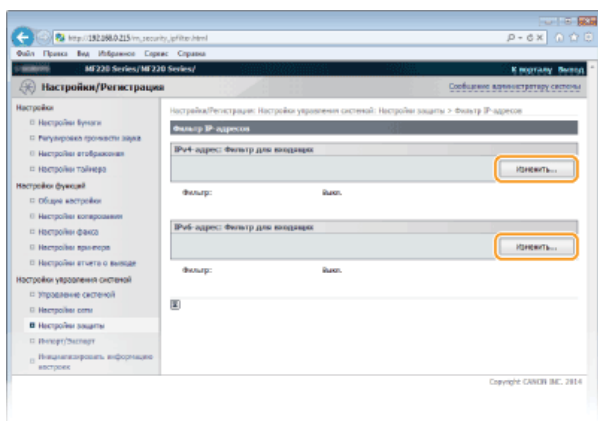 http://192.168.0.215/m_security_ipfilter.html
Файл Правка Вид Избранное Сервис Справка
MF220 Series/MF220 Series/
К порталу Выход
Настройки/Регистрация
Сообщение администратору системы
Настройки
Настройки бумаги
Регулировка громкости звука
Настройки отображения
Настройки таймера
Настройки функций
Общие настройки
Настройки копирования
Настройки факса
Настройки принтера
Настройки отчета о выводе
Настройки управления системой
Управление системой
Настройки сети
Настройки защиты
Импорт/Экспорт
Инициализировать информацию настроек
Настройки/Регистрация: Настройки управления системой: Настройки защиты > Фильтр IP-адресов
Фильтр IP-адресов
IPv4-адрес: Фильтр для входящих
Изменить...
Фильтр: Выкл.
IPv6-адрес: Фильтр для входящих
Изменить...
Фильтр: Выкл.
Copyright CANON INC. 2014